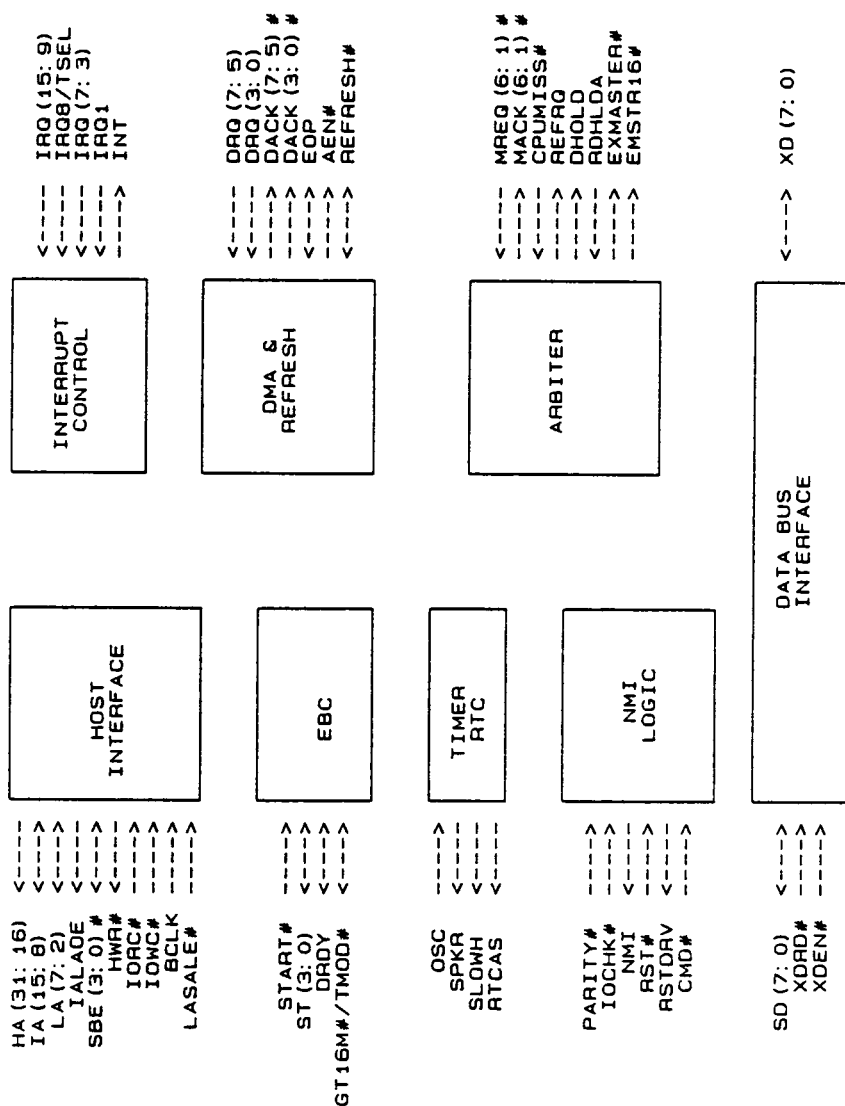 HA (31: 16)
IA (15: 8)
LA (7: 2)
IALAOE
SBE (3: 0) #
HWR#
IORC#
IOWC#
BCLK
LASALE#
HOST
INTERFACE
START#
ST (3: 0)
DRDY
GT16M#/TMOD#
EBC
OSC
SPKR
SLOWH
RTCAS
TIMER
RTC
PARITY#
IOCHK#
NMI
RST#
RSTDRV
CMD#
NMI
LOGIC
INTERRUPT
CONTROL
IRQ (15: 9)
IRQ8/TSEL
IRQ (7: 3)
IRQ1
INT
DMA &
REFRESH
DRQ (7: 5)
DRQ (3: 0)
DACK (7: 5) #
DACK (3: 0) #
EOP
AEN#
REFRESH#
ARBITER
MREQ (6: 1) #
MACK (6: 1) #
CPUMISS#
REFRQ
DHOLD
RDHLDA
EXMASTER#
EMSTR16#
SD (7: 0)
XDRD#
XDEN#
DATA BUS
INTERFACE
XD (7: 0)